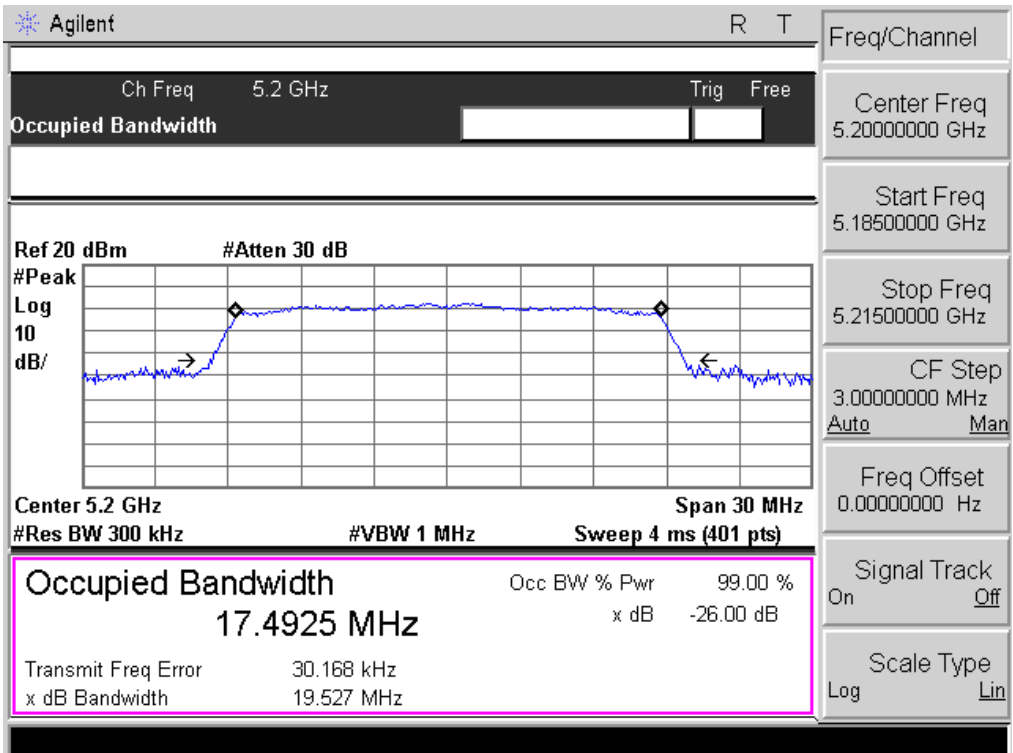 Agilent R T
Ch Freq 5.2 GHz Trig Free
Occupied Bandwidth
Ref 20 dBm #Atten 30 dB
#Peak
Log
10
dB/
Center 5.2 GHz Span 30 MHz
#Res BW 300 kHz #VBW 1 MHz Sweep 4 ms (401 pts)
Occupied Bandwidth Occ BW % Pwr 99.00 %
17.4925 MHz x dB -26.00 dB
Transmit Freq Error 30.168 kHz
x dB Bandwidth 19.527 MHz
Freq/Channel
Center Freq
5.20000000 GHz
Start Freq
5.18500000 GHz
Stop Freq
5.21500000 GHz
CF Step
3.00000000 MHz
Auto Man
Freq Offset
0.00000000 Hz
Signal Track
On Off
Scale Type
Log Lin